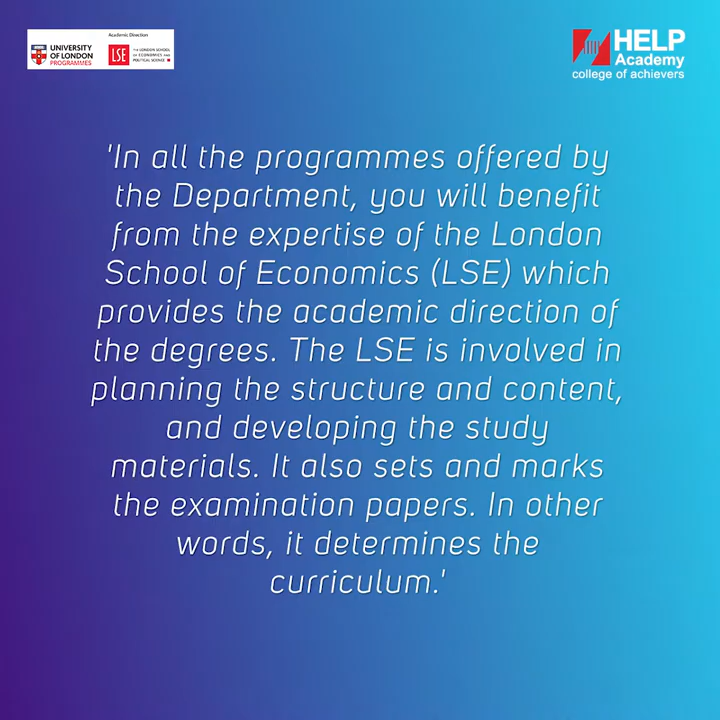 Academic Direction
UNIVERSITY
OF LONDON
PROGRAMMES
LSE
THE LONDON SCHOOL
OF ECONOMICS AND
POLITICAL SCIENCE
HELP
Academy
college of achievers
'In all the programmes offered by
the Department, you will benefit
from the expertise of the London
School of Economics (LSE) which
provides the academic direction of
the degrees. The LSE is involved in
planning the structure and content,
and developing the study
materials. It also sets and marks
the examination papers. In other
words, it determines the
curriculum.'